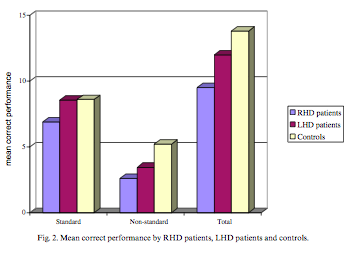 15
10
5
0
mean correct performance
Standard
Non-standard
Total
RHD patients
LHD patients
Controls
Fig. 2. Mean correct performance by RHD patients, LHD patients and controls.